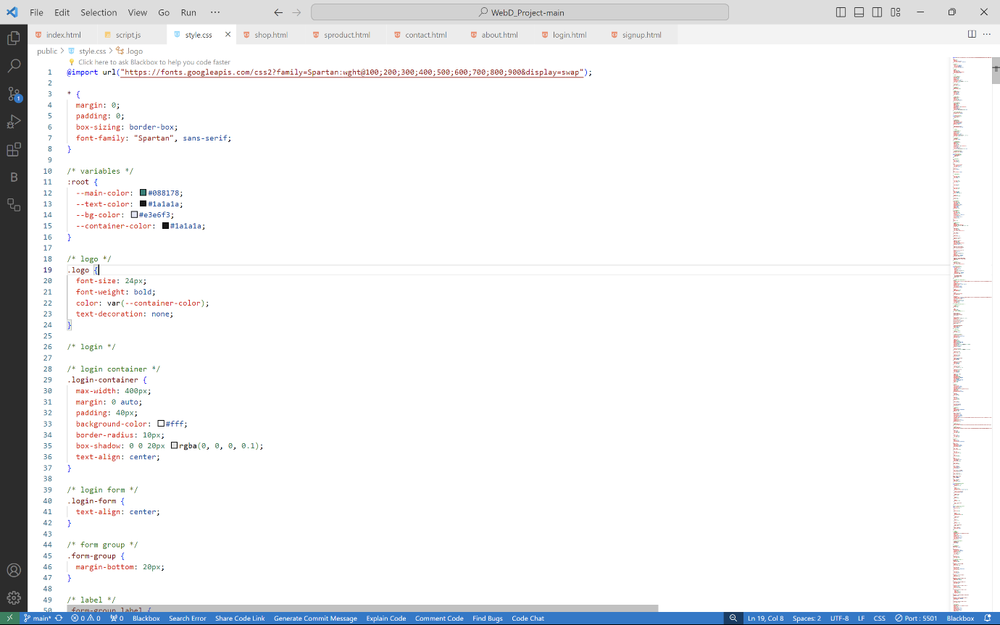 File Edit Selection View Go Run ··· WebD_Project-main
index.html script.js style.css shop.html sproduct.html contact.html about.html login.html signup.html
public > style.css > .logo
Click here to ask Blackbox to help you code faster
1 @import url("https://fonts.googleapis.com/css2?family=Spartan:wght@100;200;300;400;500;600;700;800;900&display=swap");
2
3 * {
4 margin: 0;
5 padding: 0;
6 box-sizing: border-box;
7 font-family: "Spartan", sans-serif;
8 }
9
10 /* variables */
11 :root {
12 --main-color: #088178;
13 --text-color: #1a1a1a;
14 --bg-color: #e3e6f3;
15 --container-color: #1a1a1a;
16 }
17
18 /* logo */
19 .logo {
20 font-size: 24px;
21 font-weight: bold;
22 color: var(--container-color);
23 text-decoration: none;
24 }
25
26 /* login */
27
28 /* login container */
29 .login-container {
30 max-width: 400px;
31 margin: 0 auto;
32 padding: 40px;
33 background-color: #fff;
34 border-radius: 10px;
35 box-shadow: 0 0 20px rgba(0, 0, 0, 0.1);
36 text-align: center;
37 }
38
39 /* login form */
40 .login-form {
41 text-align: center;
42 }
43
44 /* form group */
45 .form-group {
46 margin-bottom: 20px;
47 }
48
49 /* label */
50 .form-group label {
B
1
main* 0 0 0 Blackbox Search Error Share Code Link Generate Commit Message Explain Code Comment Code Find Bugs Code Chat Ln 19, Col 8 Spaces: 2 UTF-8 LF CSS Port : 5501 Blackbox